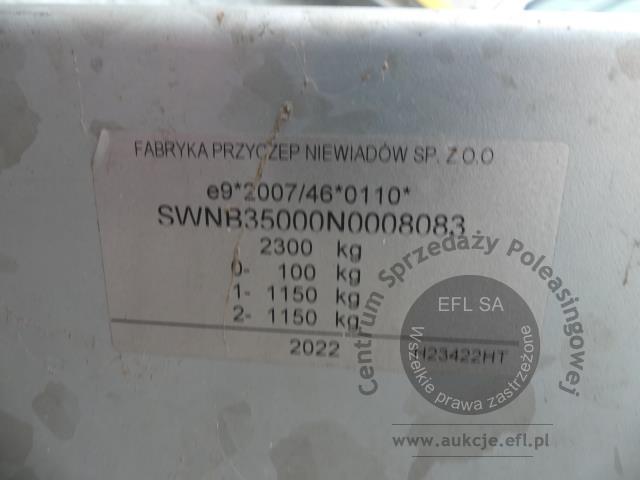 FABRYKA PRZYCZEP NIEWIADÓW SP. Z O.O
e9*2007/46*0110*
SWNB35000N0008083
2300 kg
0- 100 kg
1- 1150 kg
2- 1150 kg
2022 H23422HT
Centrum Sprzedaży Poleasingowej
EFL SA
Wszelkie prawa zastrzeżone
www.aukcje.efl.pl